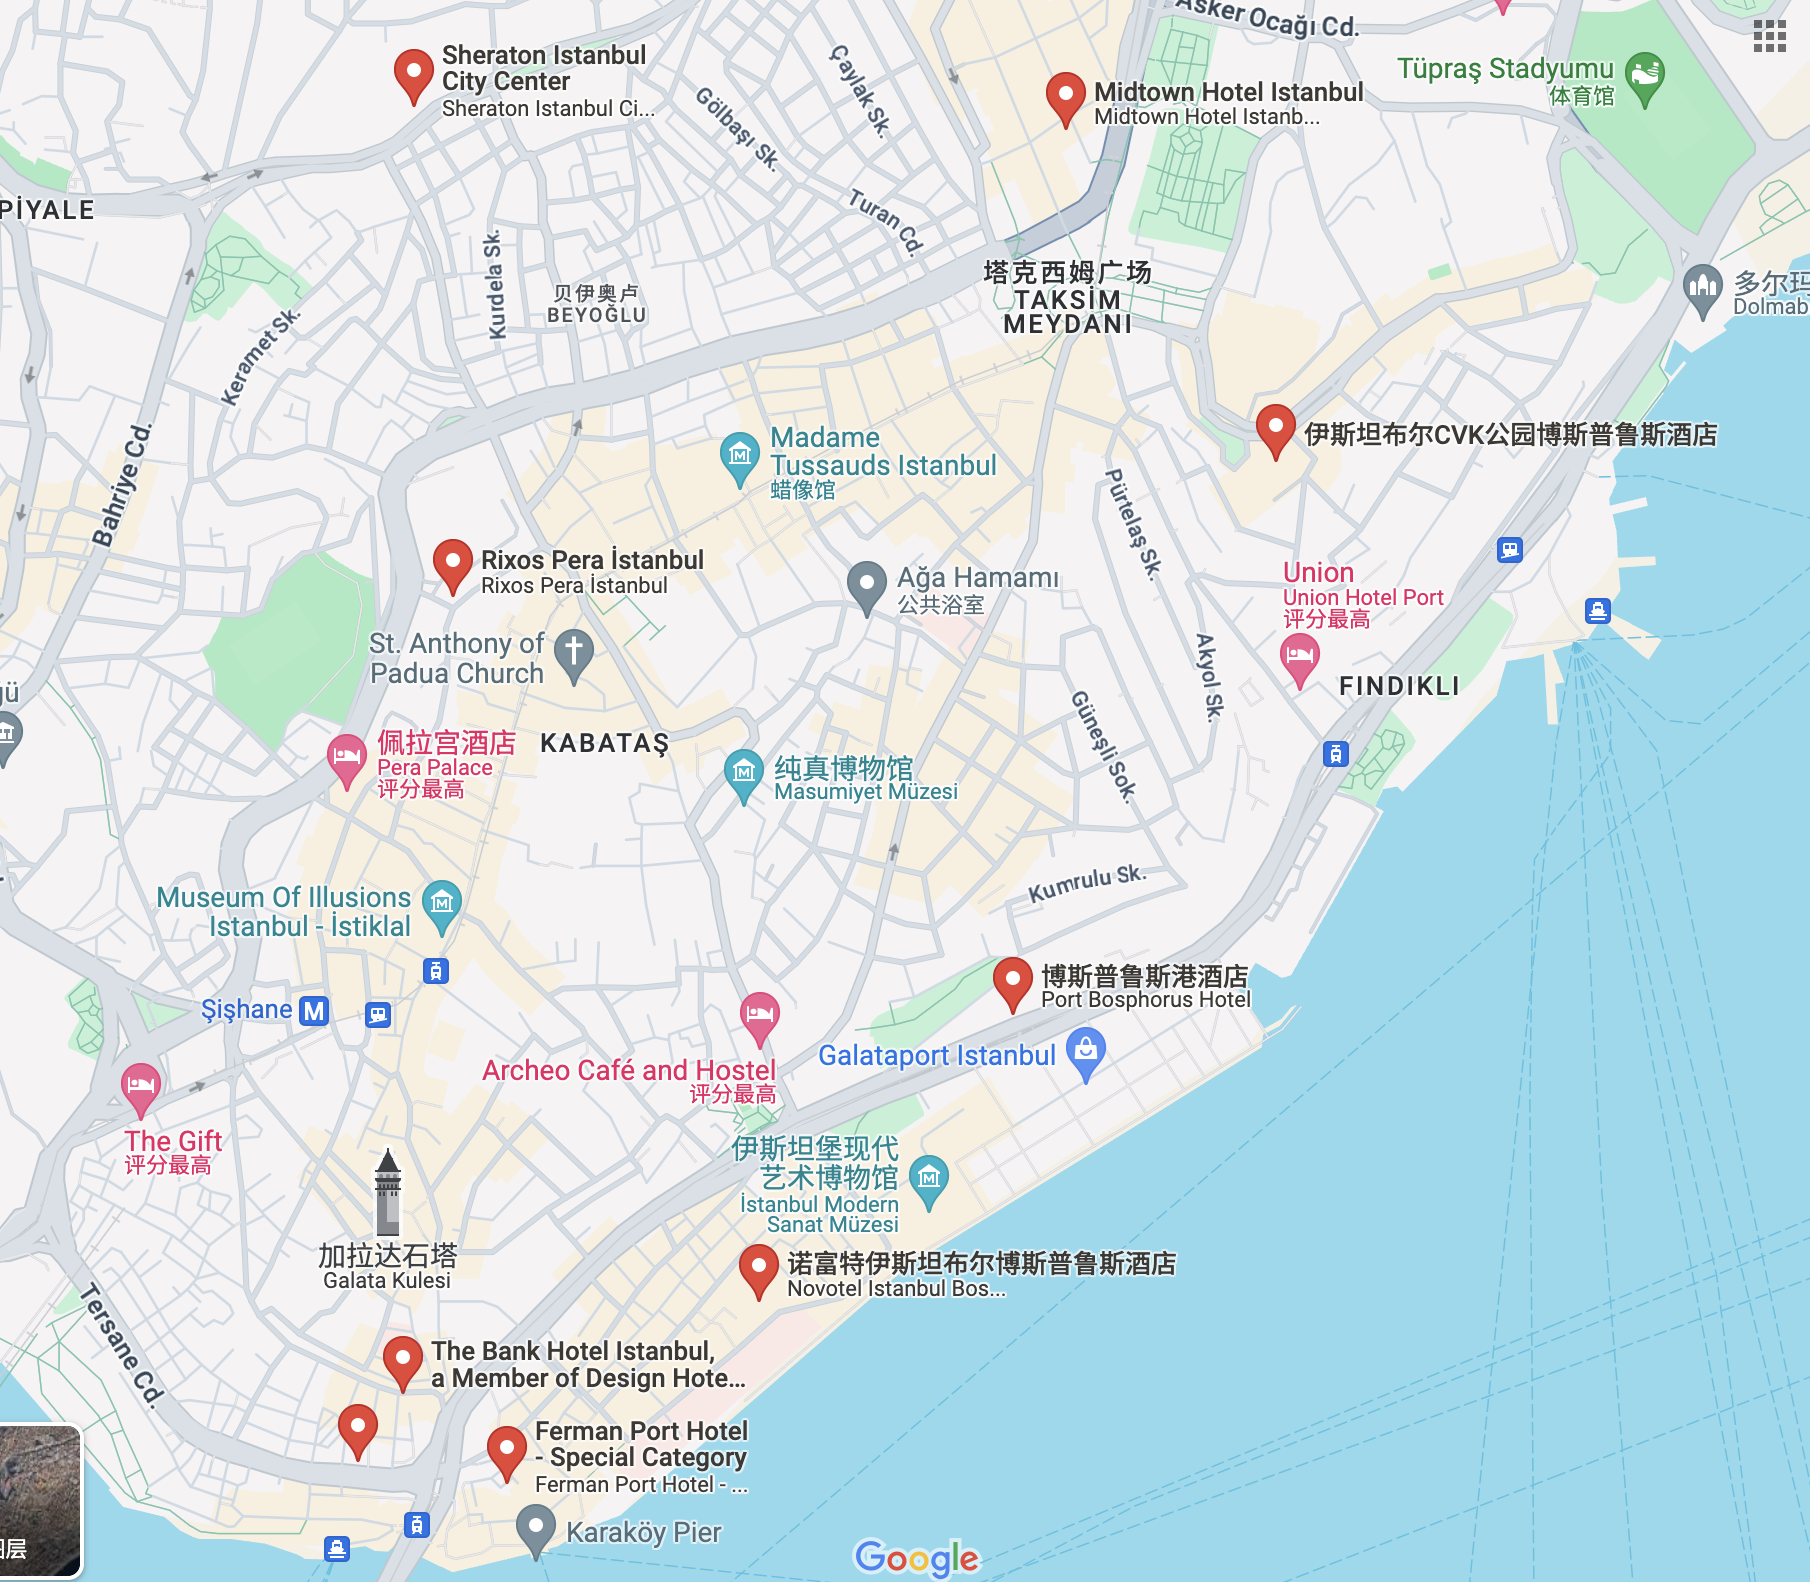 Asker Ocağı Cd.
Sheraton Istanbul
City Center
Sheraton Istanbul Ci...
Çaylak Sk.
Gölbaşı Sk.
Midtown Hotel Istanbul
Midtown Hotel Istanb...
Tüpraş Stadyumu
体育馆
PİYALE
Turan Cd.
Kurdela Sk.
贝伊奥卢
BEYOĞLU
塔克西姆广场
TAKSİM
MEYDANI
多尔玛
Dolmab
Keramet Sk.
Bahriye Cd.
Madame
Tussauds Istanbul
蜡像馆
伊斯坦布尔CVK公园博斯普鲁斯酒店
Pürtelaş Sk.
Rixos Pera İstanbul
Rixos Pera İstanbul
Ağa Hamamı
公共浴室
Union
Union Hotel Port
评分最高
St. Anthony of
Padua Church
Akyol Sk.
FINDIKLI
Güneşli Sok.
佩拉宫酒店
Pera Palace
评分最高
KABATAŞ
纯真博物馆
Masumiyet Müzesi
Kumrulu Sk.
Museum Of Illusions
Istanbul - İstiklal
博斯普鲁斯港酒店
Port Bosphorus Hotel
Şişhane
M
Galataport Istanbul
Archeo Café and Hostel
评分最高
The Gift
评分最高
伊斯坦堡现代
艺术博物馆
İstanbul Modern
Sanat Müzesi
加拉达石塔
Galata Kulesi
诺富特伊斯坦布尔博斯普鲁斯酒店
Novotel Istanbul Bos...
Tersane Cd.
The Bank Hotel Istanbul,
a Member of Design Hote...
Ferman Port Hotel
- Special Category
Ferman Port Hotel - ...
Karaköy Pier
层
Google